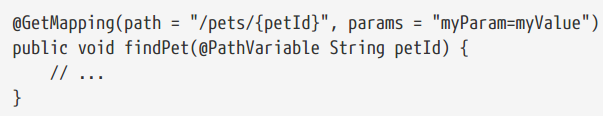 @GetMapping(path = "/pets/{petId}", params = "myParam=myValue")
public void findPet(@PathVariable String petId) {
    // ...
}